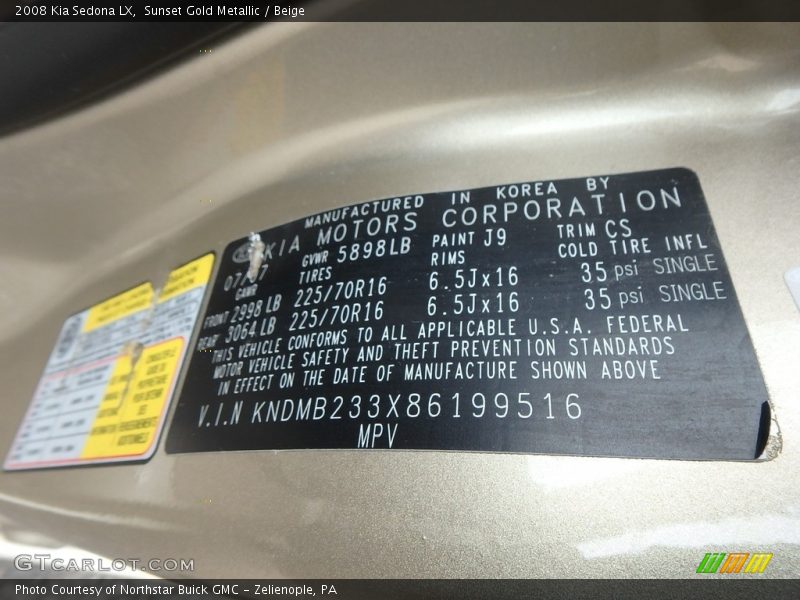 2008 Kia Sedona LX,  Sunset Gold Metallic / Beige
MANUFACTURED IN KOREA BY
KIA MOTORS CORPORATION
07/07 GVWR 5898LB PAINT J9 TRIM CS
GAWR TIRES RIMS COLD TIRE INFL
FRONT 2998 LB 225/70R16 6.5Jx16 35 psi SINGLE
REAR 3064 LB 225/70R16 6.5Jx16 35 psi SINGLE
THIS VEHICLE CONFORMS TO ALL APPLICABLE U.S.A. FEDERAL
MOTOR VEHICLE SAFETY AND THEFT PREVENTION STANDARDS
IN EFFECT ON THE DATE OF MANUFACTURE SHOWN ABOVE
V.I.N KNDMB233X86199516
MPV
GTCARLOT.COM
Photo Courtesy of Northstar Buick GMC – Zelienople, PA